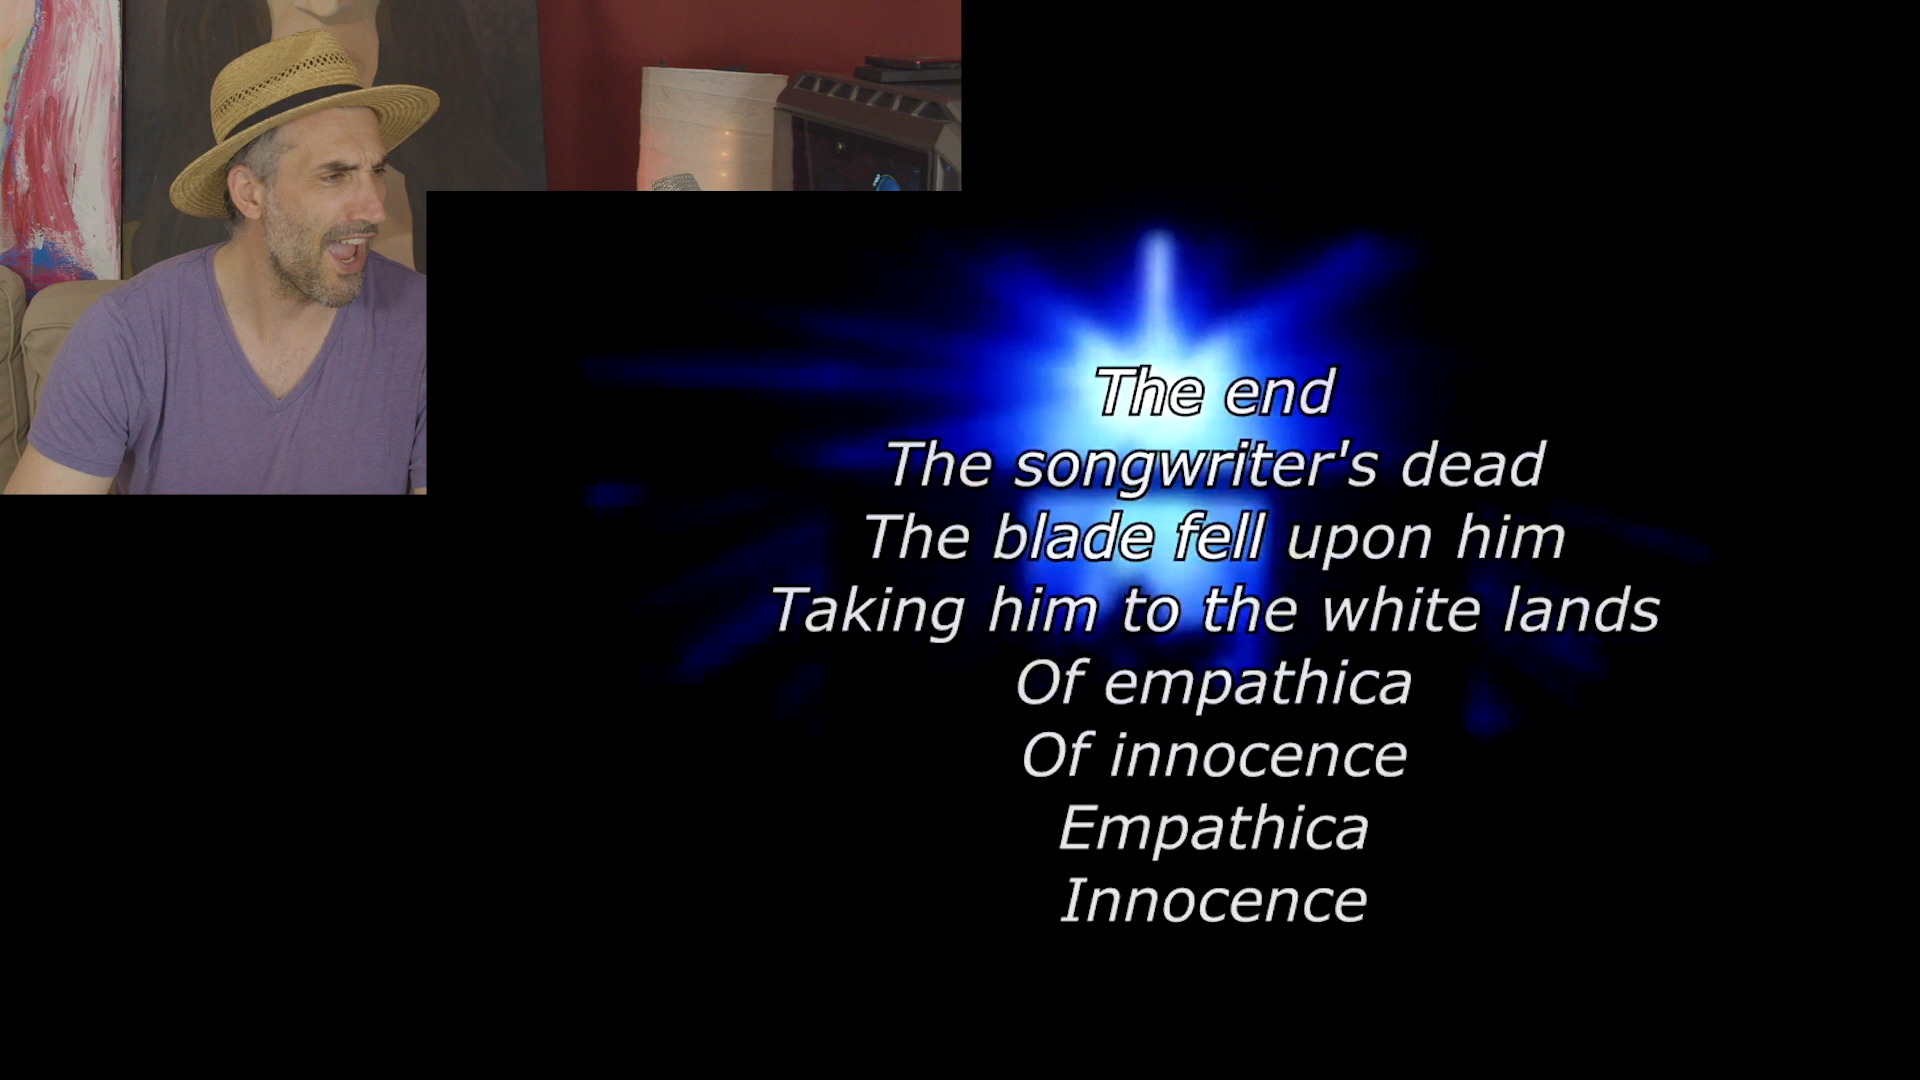 The end
The songwriter's dead
The blade fell upon him
Taking him to the white lands
Of empathica
Of innocence
Empathica
Innocence